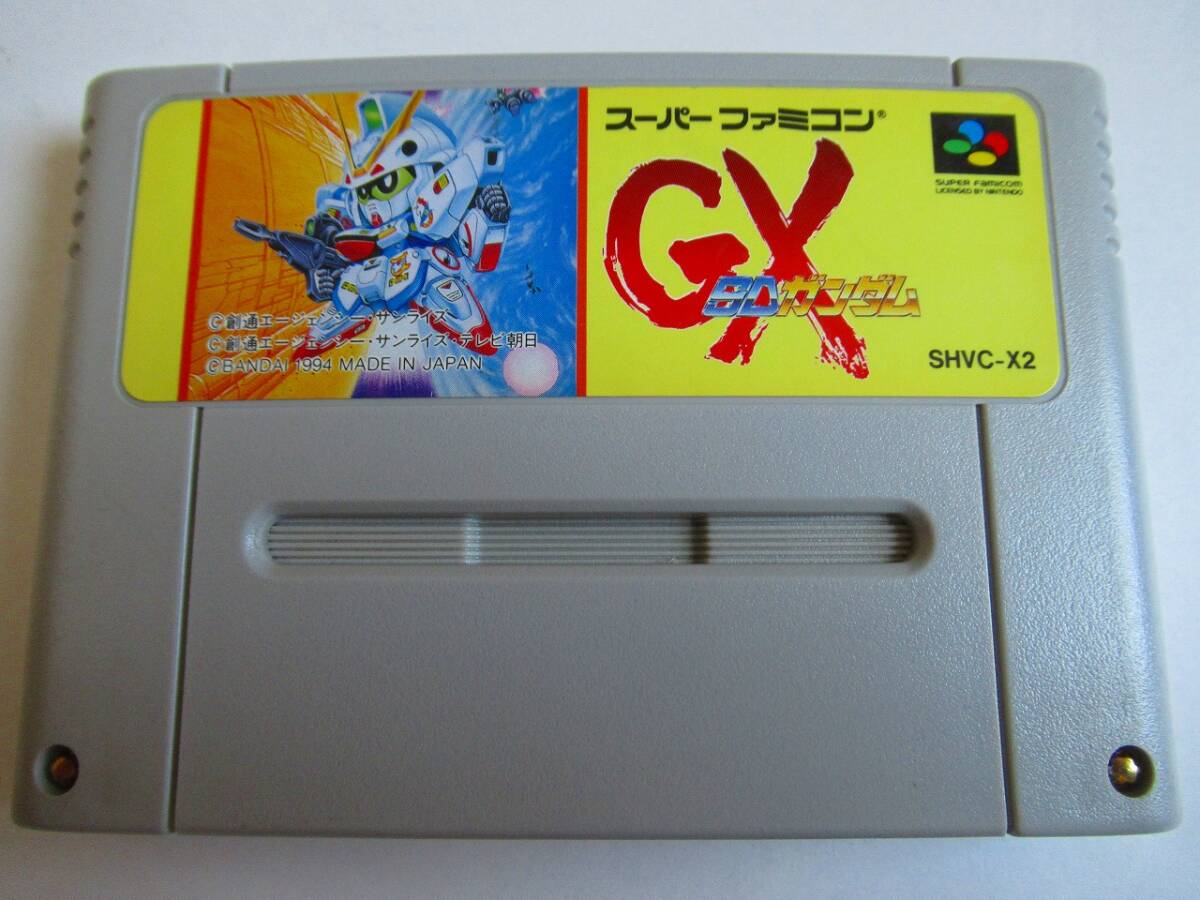 スーパーファミコン®
GX
SDガンダム
SUPER Famicom
LICENSED BY NINTENDO
SHVC-X2
©創通エージェンシー・サンライズ
©創通エージェンシー・サンライズ・テレビ朝日
©BANDAI 1994 MADE IN JAPAN